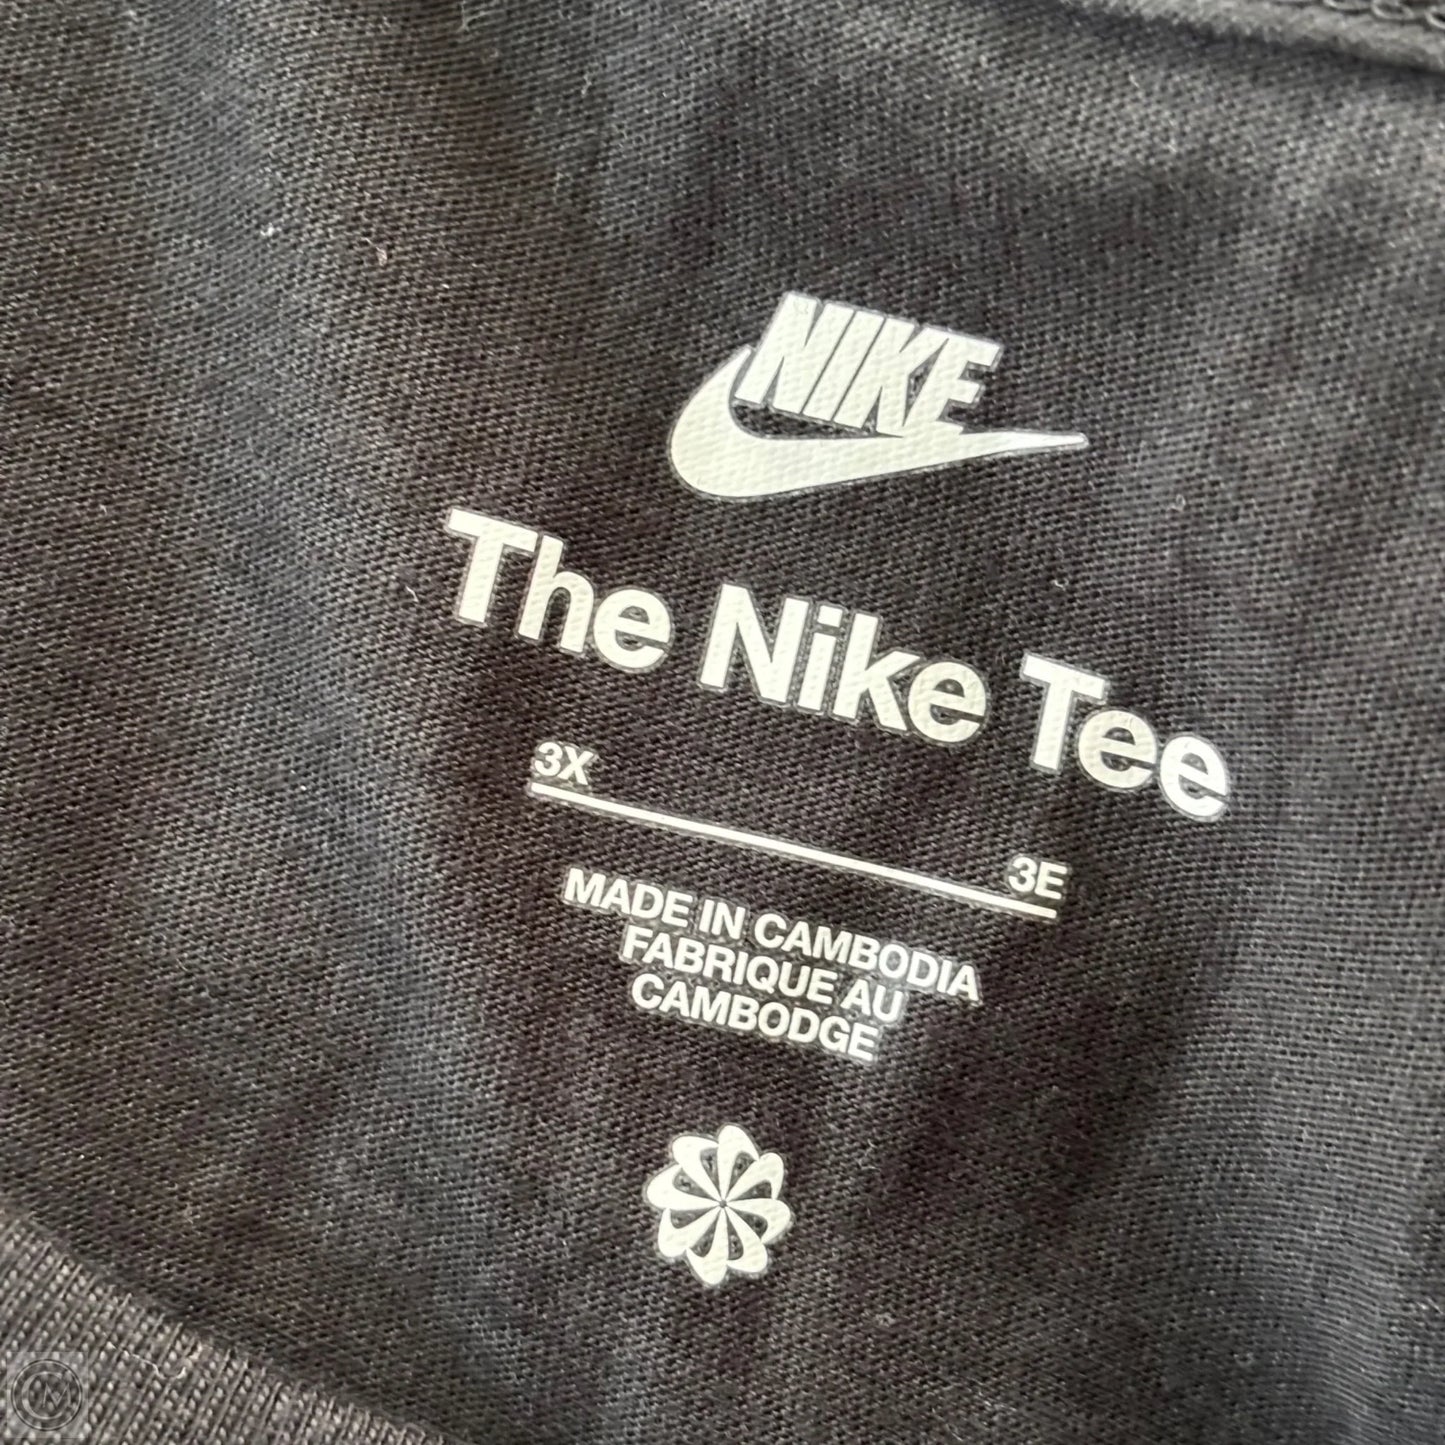 NIKE
The Nike Tee
3X
3E
MADE IN CAMBODIA
FABRIQUE AU
CAMBODGE